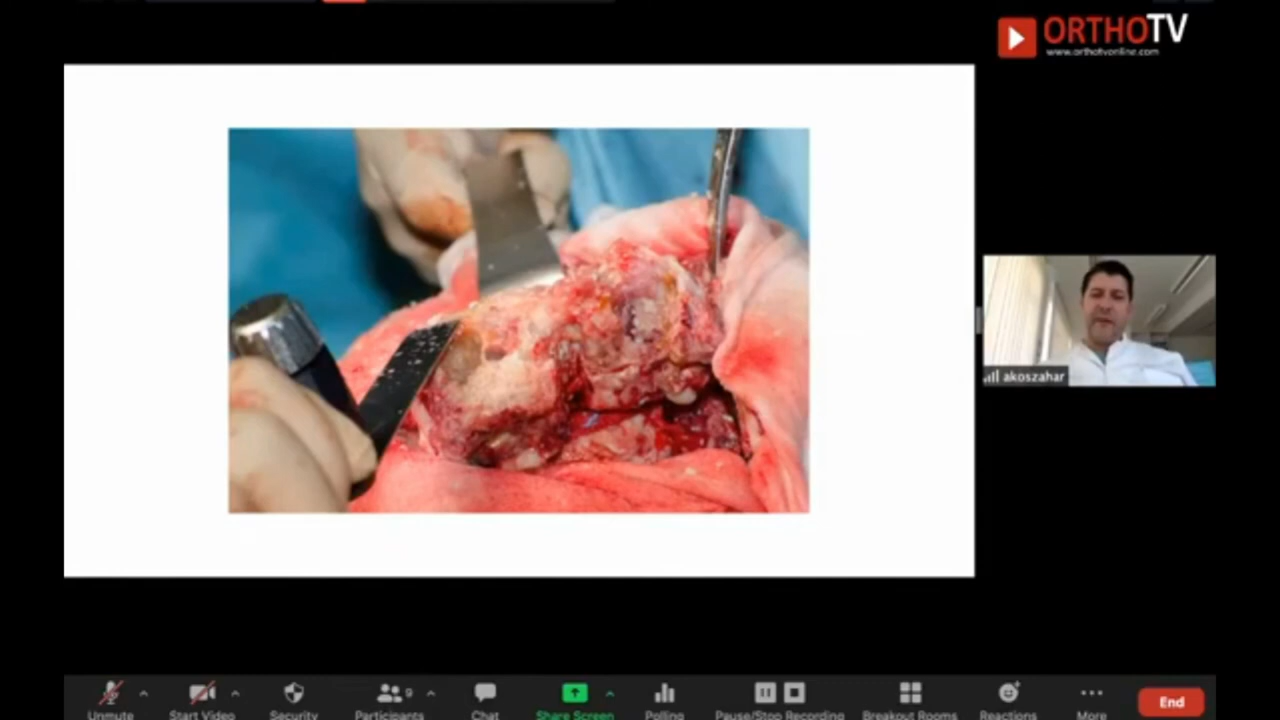 ORTHOTV
www.orthotvonline.com
akoszahar
9
Unmute
Start Video
Security
Participants
Chat
Share Screen
Polling
Pause/Stop Recording
Breakout Rooms
Reactions
More
End